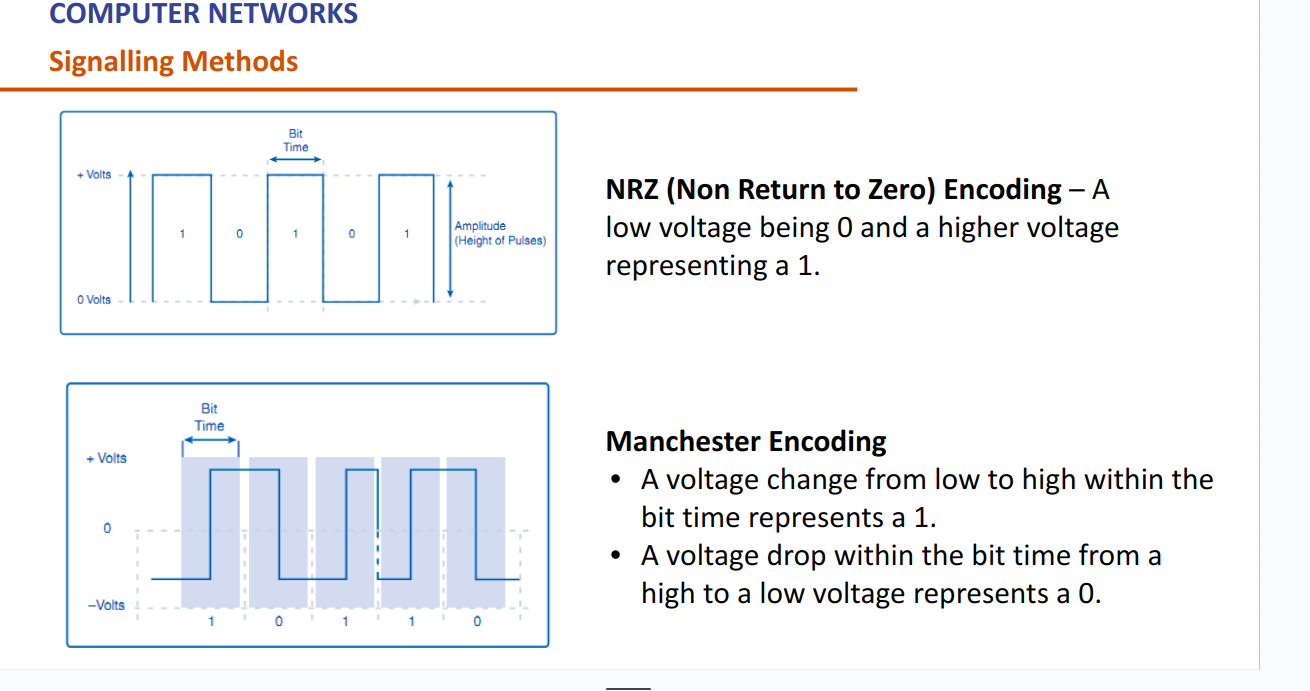 COMPUTER NETWORKS
Signalling Methods
Bit
Time
+ Volts
1 0 1 0 1
Amplitude
(Height of Pulses)
0 Volts
NRZ (Non Return to Zero) Encoding – A
low voltage being 0 and a higher voltage
representing a 1.
Bit
Time
+ Volts
0
–Volts
1 0 1 1 0
Manchester Encoding
• A voltage change from low to high within the
bit time represents a 1.
• A voltage drop within the bit time from a
high to a low voltage represents a 0.